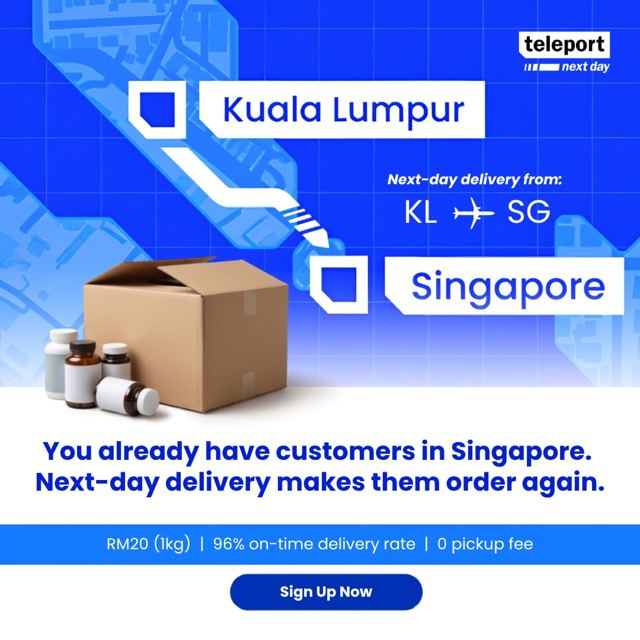 teleport
next day
Kuala Lumpur
Next-day delivery from:
KL SG
Singapore
You already have customers in Singapore.
Next-day delivery makes them order again.
RM20 (1kg) | 96% on-time delivery rate | 0 pickup fee
Sign Up Now